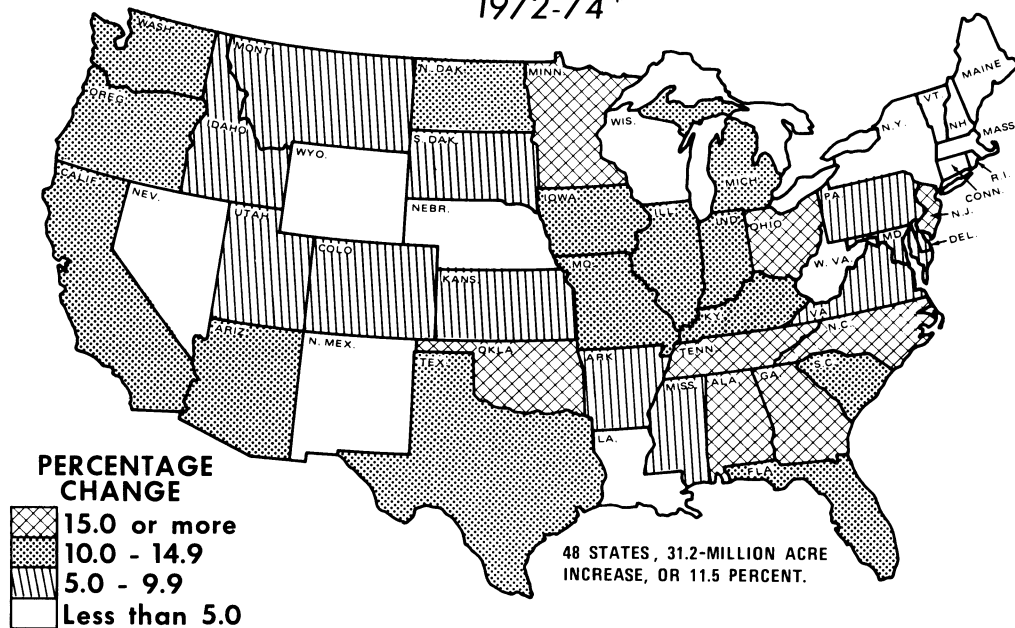 1972-74
WASH.
MONT.
N. DAK.
MINN.
MAINE
OREG.
IDAHO
WIS.
VT.
N.Y.
N.H.
MASS.
WYO.
S. DAK.
MICH.
R.I.
CONN.
CALIF.
NEV.
UTAH
NEBR.
IOWA
ILL.
IND.
OHIO
PA.
N.J.
DEL.
MD.
COLO.
KANS.
MO.
W. VA.
KY.
VA.
ARIZ.
N. MEX.
TEX.
OKLA.
ARK.
TENN.
N.C.
S.C.
MISS.
ALA.
GA.
LA.
FLA.
PERCENTAGE
CHANGE
15.0 or more
10.0 - 14.9
5.0 - 9.9
Less than 5.0
48 STATES, 31.2-MILLION ACRE
INCREASE, OR 11.5 PERCENT.